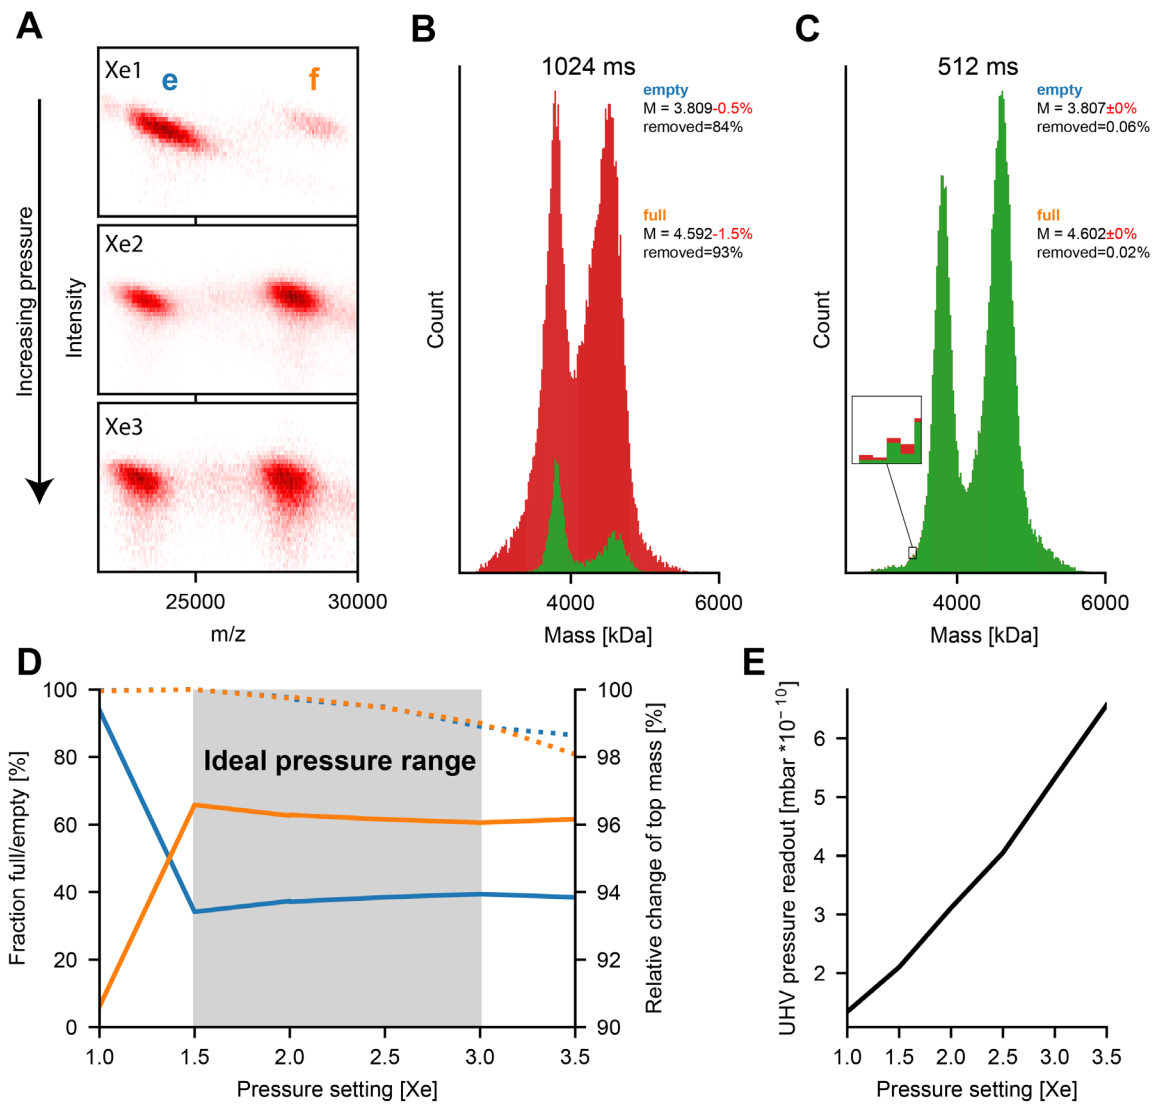 A
Xe1
e
f
Xe2
Xe3
Increasing pressure
Intensity
25000
30000
m/z
B
1024 ms
empty
M = 3.809-0.5%
removed=84%
full
M = 4.592-1.5%
removed=93%
Count
4000
6000
Mass [kDa]
C
512 ms
empty
M = 3.807±0%
removed=0.06%
full
M = 4.602±0%
removed=0.02%
Count
4000
6000
Mass [kDa]
D
100
80
60
40
20
0
Fraction full/empty [%]
Ideal pressure range
100
98
96
94
92
90
Relative change of top mass [%]
1.0
1.5
2.0
2.5
3.0
3.5
Pressure setting [Xe]
E
UHV pressure readout [mbar *10⁻¹⁰]
6
5
4
3
2
1.0
1.5
2.0
2.5
3.0
3.5
Pressure setting [Xe]